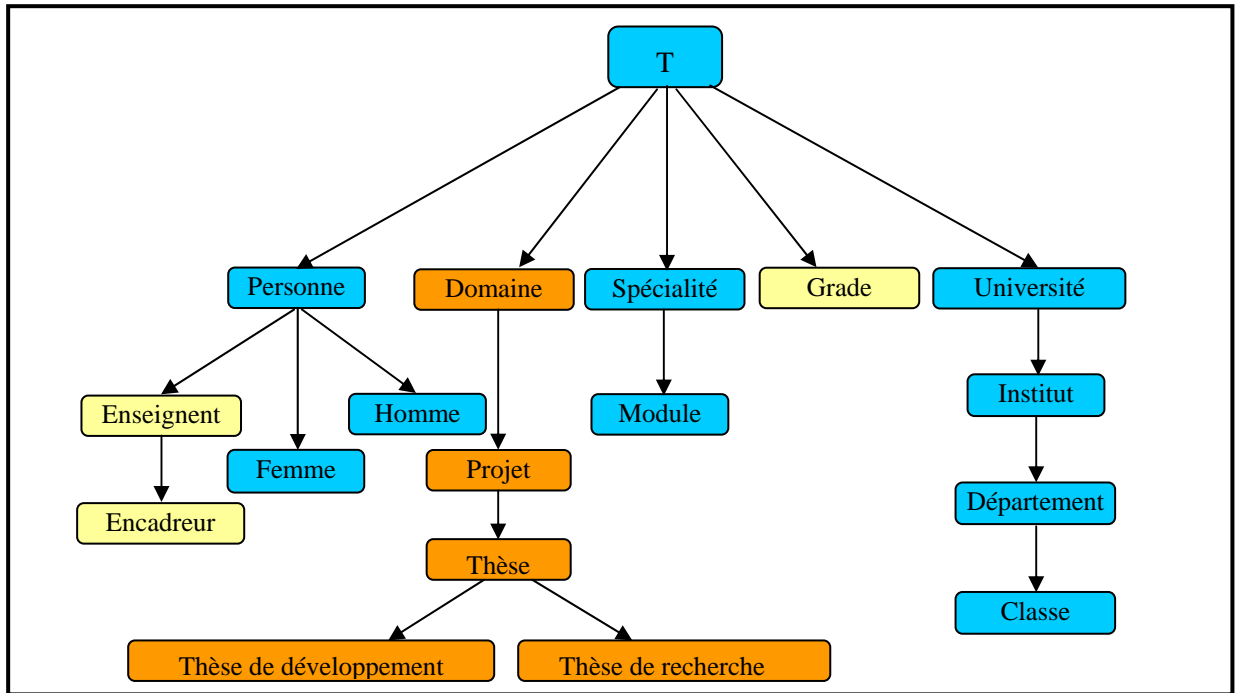 T
Personne
Domaine
Spécialité
Grade
Université
Enseignent
Homme
Module
Institut
Femme
Projet
Département
Encadreur
Thèse
Classe
Thèse de développement
Thèse de recherche